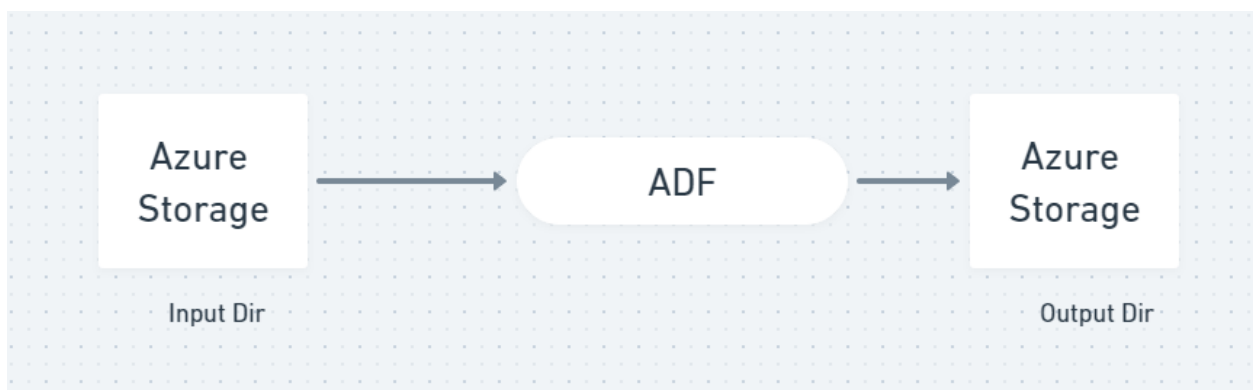 Azure
Storage
Input Dir
ADF
Azure
Storage
Output Dir